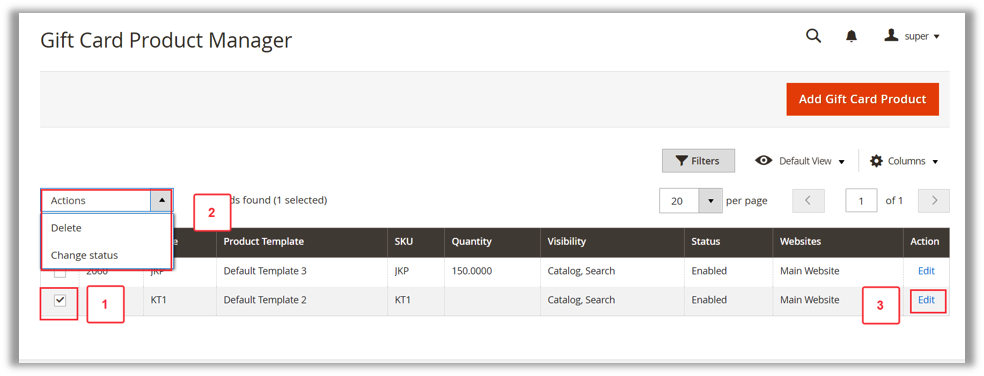 Gift Card Product Manager
super
Add Gift Card Product
Filters Default View Columns
Actions 2 found (1 selected) 20 per page 1 of 1
Delete
Change status
Product Template SKU Quantity Visibility Status Websites Action
JKP Default Template 3 JKP 150.0000 Catalog, Search Enabled Main Website Edit
1 KT1 Default Template 2 KT1 Catalog, Search Enabled Main Website 3 Edit